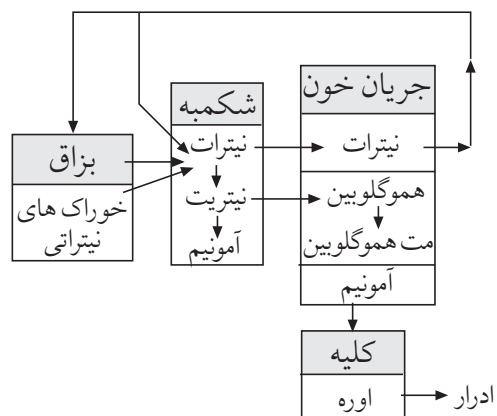 جریان خون
نیترات
هموگلوبین
مت هموگلوبین
آمونیم
شکمبه
نیترات
نیتریت
آمونیم
بزاق
خوراک های
نیتراتی
کلیه
اوره
ادرار